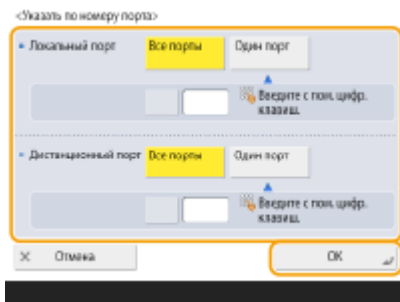 <Указать по номеру порта>
Локальный порт Все порты Один порт
Введите с пом. цифр.
клавиш.
Дистанционный порт Все порты Один порт
Введите с пом. цифр.
клавиш.
Отмена OK